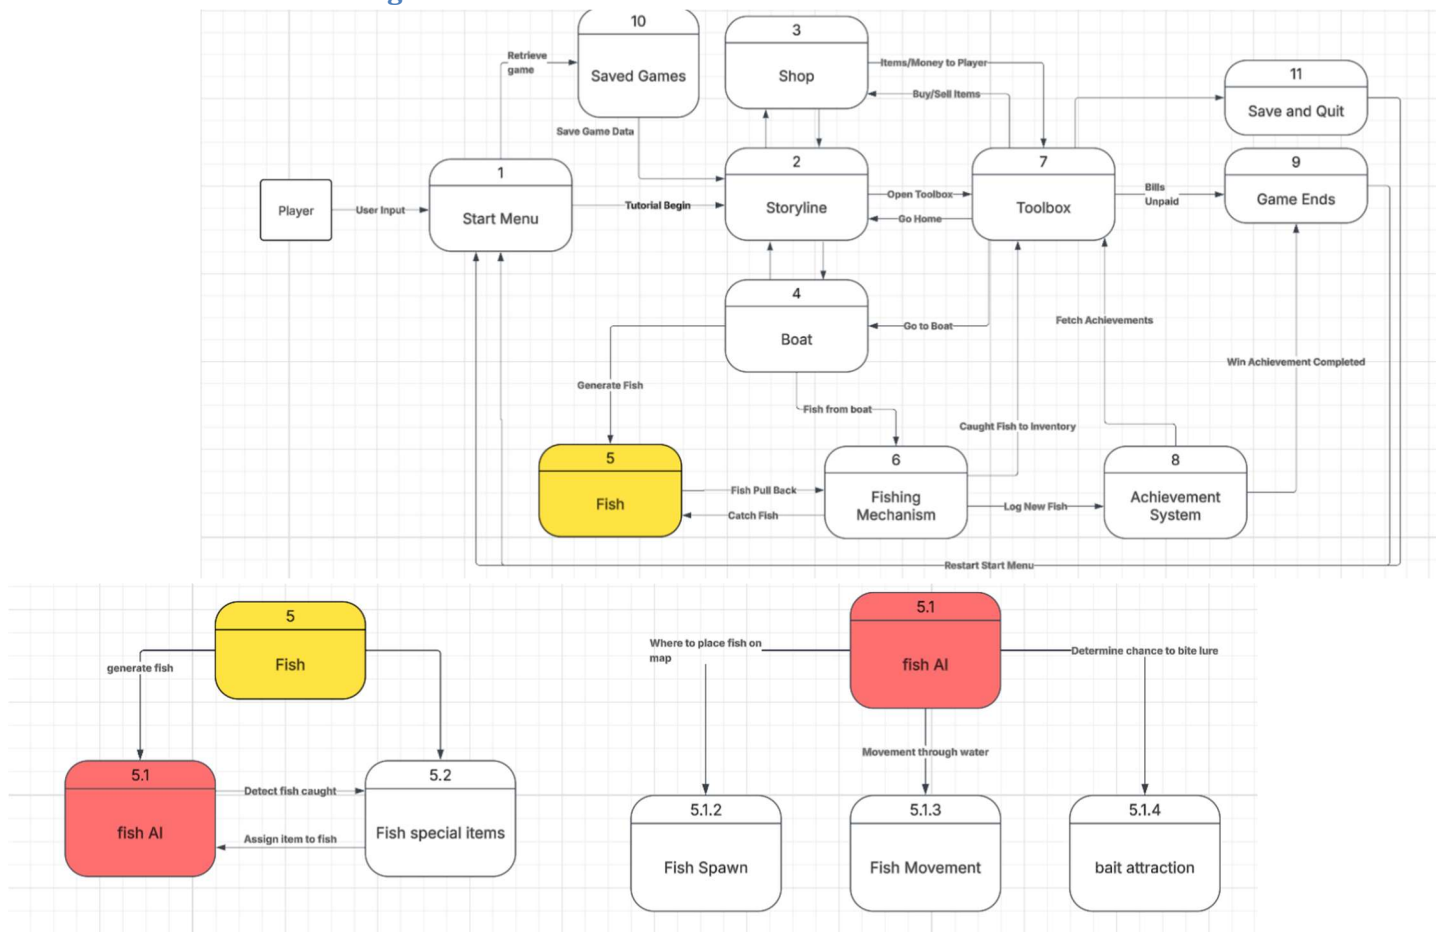 g
10
Saved Games
3
Shop
Retrieve
game
Items/Money to Player
Buy/Sell Items
11
Save and Quit
Save Game Data
1
Start Menu
Player
User Input
Tutorial Begin
2
Storyline
Open Toolbox
Go Home
7
Toolbox
Bills
Unpaid
9
Game Ends
4
Boat
Go to Boat
Fetch Achievements
Win Achievement Completed
Generate Fish
Fish from boat
Caught Fish to Inventory
5
Fish
Fish Pull Back
Catch Fish
6
Fishing
Mechanism
Log New Fish
8
Achievement
System
Restart Start Menu
5
Fish
generate fish
5.1
fish AI
Detect fish caught
Assign item to fish
5.2
Fish special items
5.1
fish AI
Where to place fish on
map
Determine chance to bite lure
Movement through water
5.1.2
Fish Spawn
5.1.3
Fish Movement
5.1.4
bait attraction